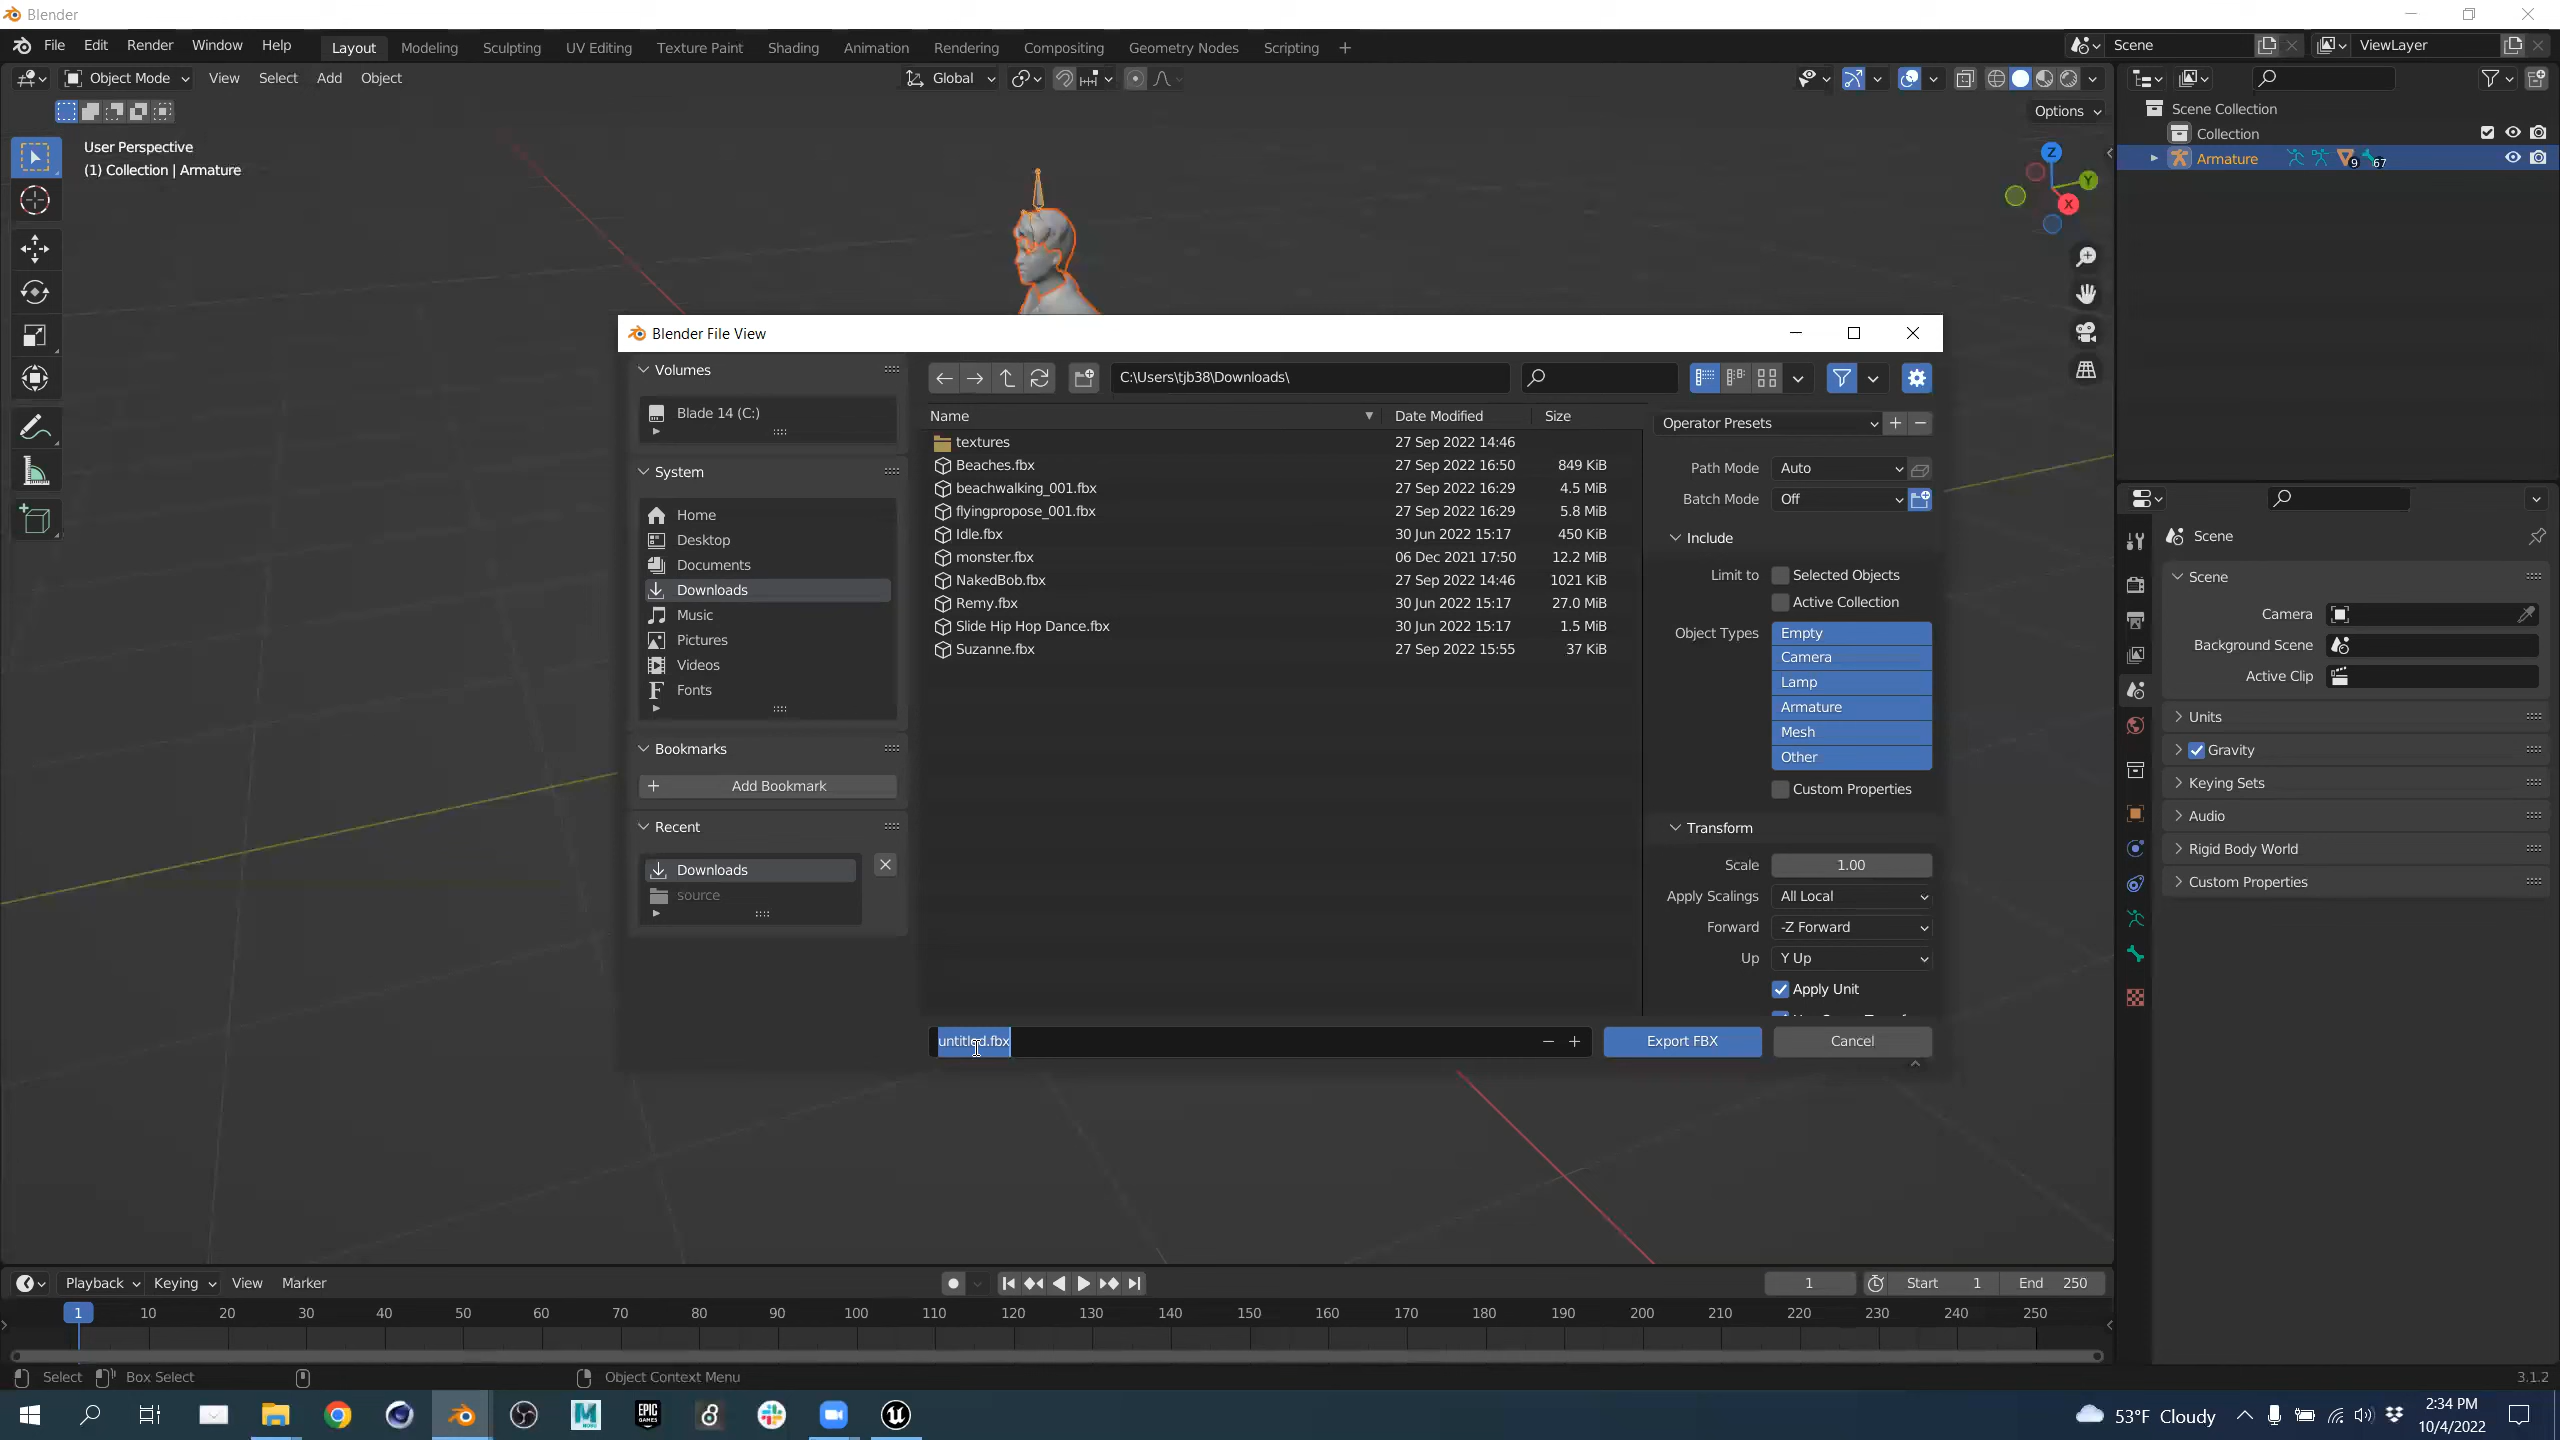 Blender
File Edit Render Window Help Layout Modeling Sculpting UV Editing Texture Paint Shading Animation Rendering Compositing Geometry Nodes Scripting + Scene ViewLayer
Object Mode View Select Add Object Global
Options
User Perspective
(1) Collection | Armature
Z
Y
X
Scene Collection
Collection
Armature 9 67
Blender File View
Volumes
Blade 14 (C:)
System
Home
Desktop
Documents
Downloads
Music
Pictures
Videos
Fonts
Bookmarks
Add Bookmark
Recent
Downloads
source
C:\Users\tjb38\Downloads\
Name Date Modified Size
textures 27 Sep 2022 14:46
Beaches.fbx 27 Sep 2022 16:50 849 KiB
beachwalking_001.fbx 27 Sep 2022 16:29 4.5 MiB
flyingpropose_001.fbx 27 Sep 2022 16:29 5.8 MiB
Idle.fbx 30 Jun 2022 15:17 450 KiB
monster.fbx 06 Dec 2021 17:50 12.2 MiB
NakedBob.fbx 27 Sep 2022 14:46 1021 KiB
Remy.fbx 30 Jun 2022 15:17 27.0 MiB
Slide Hip Hop Dance.fbx 30 Jun 2022 15:17 1.5 MiB
Suzanne.fbx 27 Sep 2022 15:55 37 KiB
Operator Presets
Path Mode Auto
Batch Mode Off
Include
Limit to Selected Objects
Active Collection
Object Types Empty
Camera
Lamp
Armature
Mesh
Other
Custom Properties
Transform
Scale 1.00
Apply Scalings All Local
Forward -Z Forward
Up Y Up
Apply Unit
untitled.fbx Export FBX Cancel
Scene
Scene
Camera
Background Scene
Active Clip
Units
Gravity
Keying Sets
Audio
Rigid Body World
Custom Properties
Playback Keying View Marker 1 Start 1 End 250
1 10 20 30 40 50 60 70 80 90 100 110 120 130 140 150 160 170 180 190 200 210 220 230 240 250
Select Box Select Object Context Menu 3.1.2
EPIC GAMES
53°F Cloudy
2:34 PM
10/4/2022